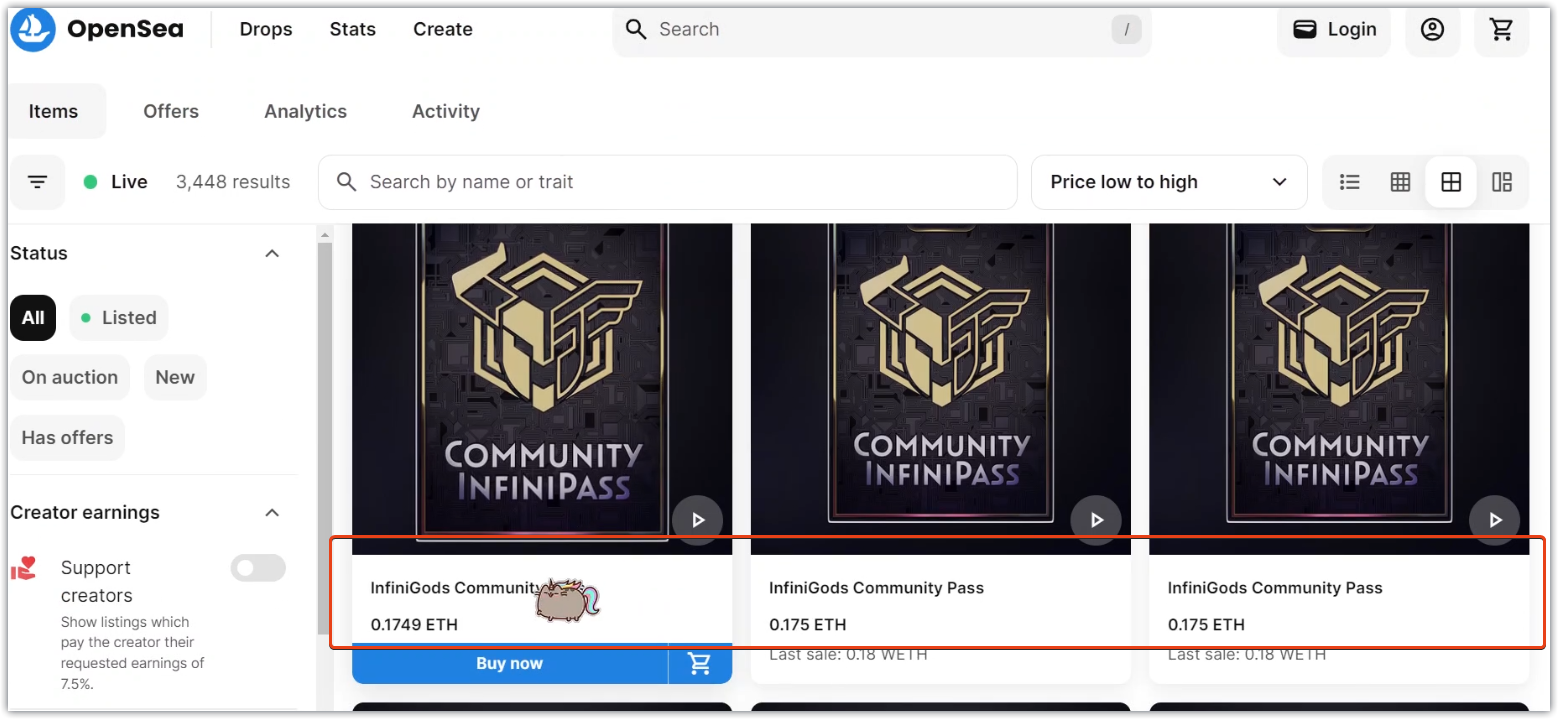 OpenSea
Drops Stats Create
Search /
Login
Items Offers Analytics Activity
Live 3,448 results
Search by name or trait
Price low to high
Status
All Listed
On auction New
Has offers
Creator earnings
Support
creators
Show listings which
pay the creator their
requested earnings of
7.5%.
COMMUNITY
INFINIPASS
InfiniGods Community
0.1749 ETH
Buy now
COMMUNITY
INFINIPASS
InfiniGods Community Pass
0.175 ETH
Last sale: 0.18 WETH
COMMUNITY
INFINIPASS
InfiniGods Community Pass
0.175 ETH
Last sale: 0.18 WETH